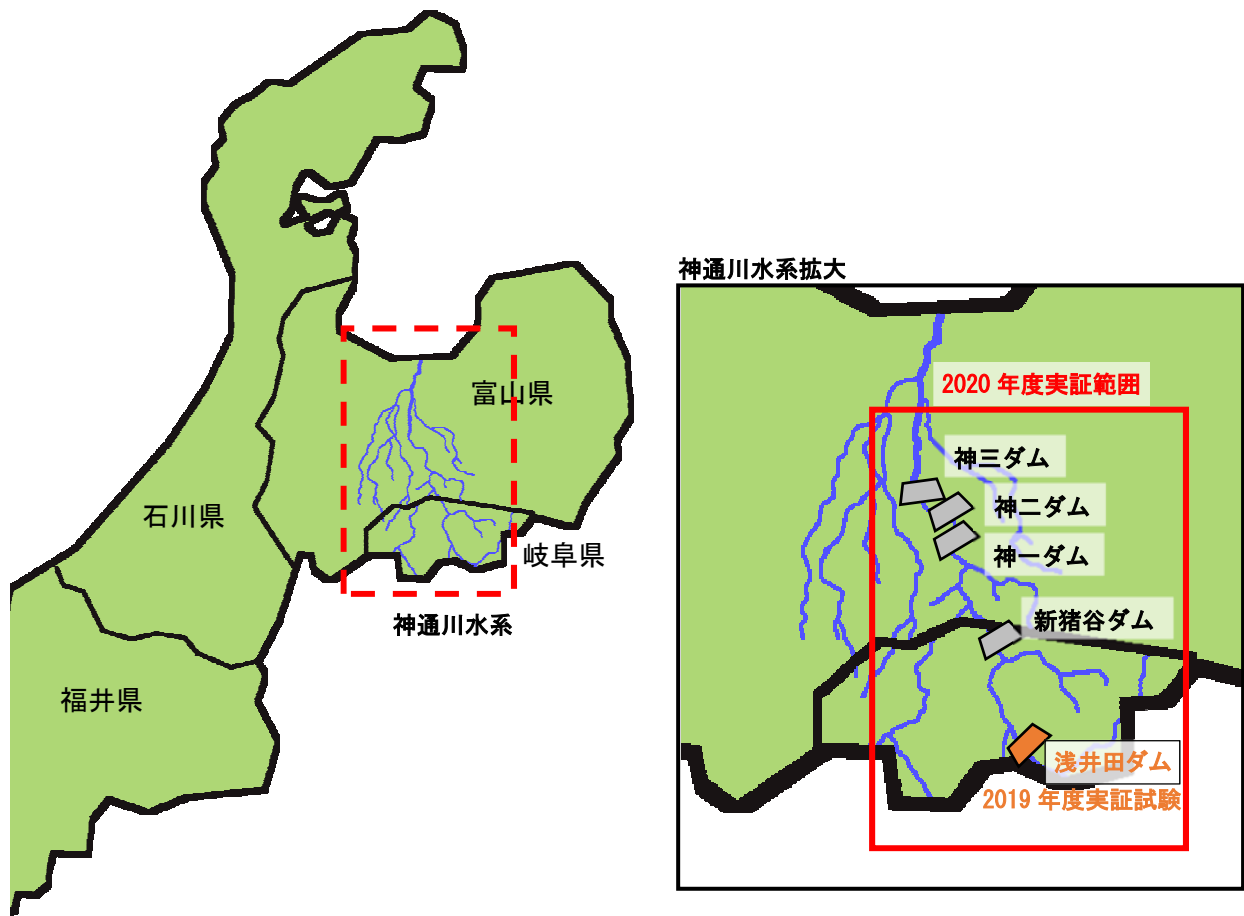 富山県
石川県
岐阜県
神通川水系
福井県
神通川水系拡大
2020 年度実証範囲
神三ダム
神二ダム
神一ダム
新猪谷ダム
浅井田ダム
2019 年度実証試験